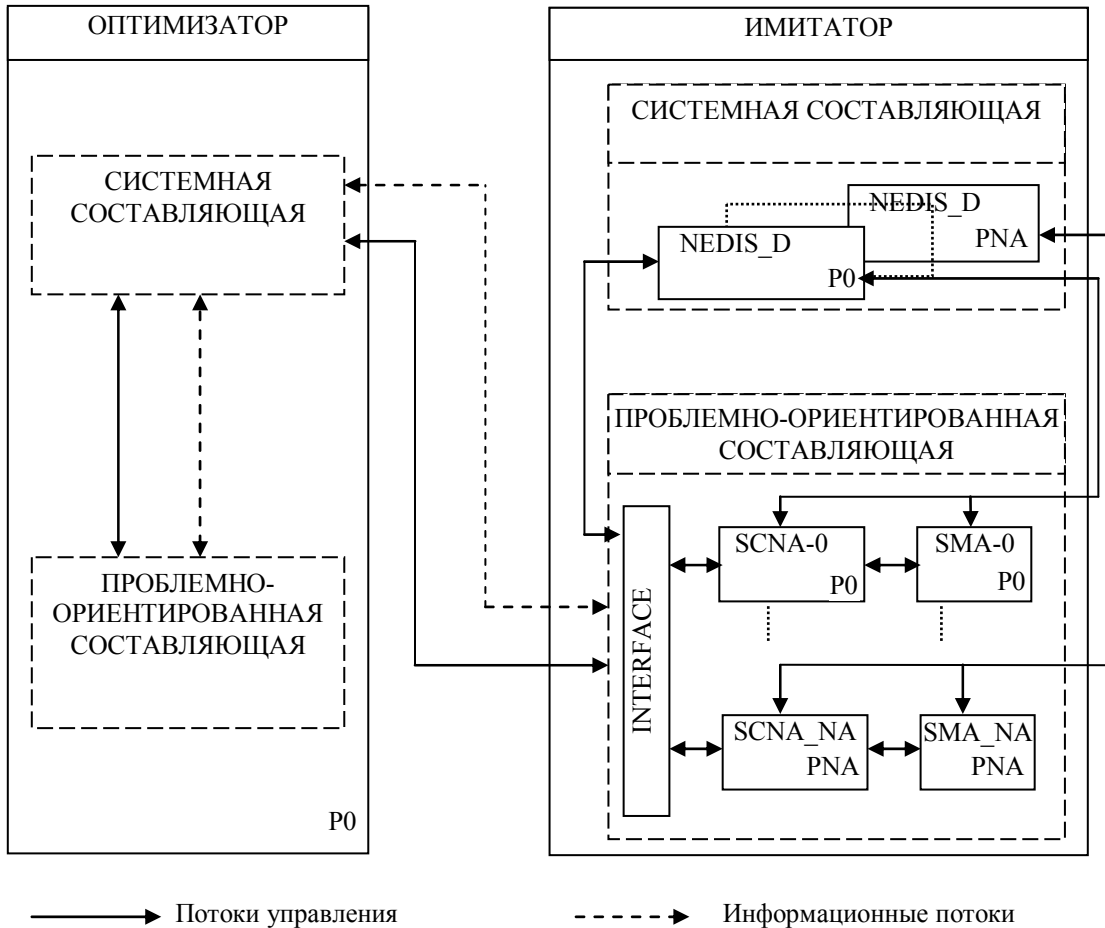 ОПТИМИЗАТОР
СИСТЕМНАЯ
СОСТАВЛЯЮЩАЯ
ПРОБЛЕМНО-
ОРИЕНТИРОВАННАЯ
СОСТАВЛЯЮЩАЯ
P0
ИМИТАТОР
СИСТЕМНАЯ СОСТАВЛЯЮЩАЯ
NEDIS_D
PNA
NEDIS_D
P0
ПРОБЛЕМНО-ОРИЕНТИРОВАННАЯ
СОСТАВЛЯЮЩАЯ
INTERFACE
SCNA-0
P0
SMA-0
P0
SCNA_NA
PNA
SMA_NA
PNA
Потоки управления
Информационные потоки